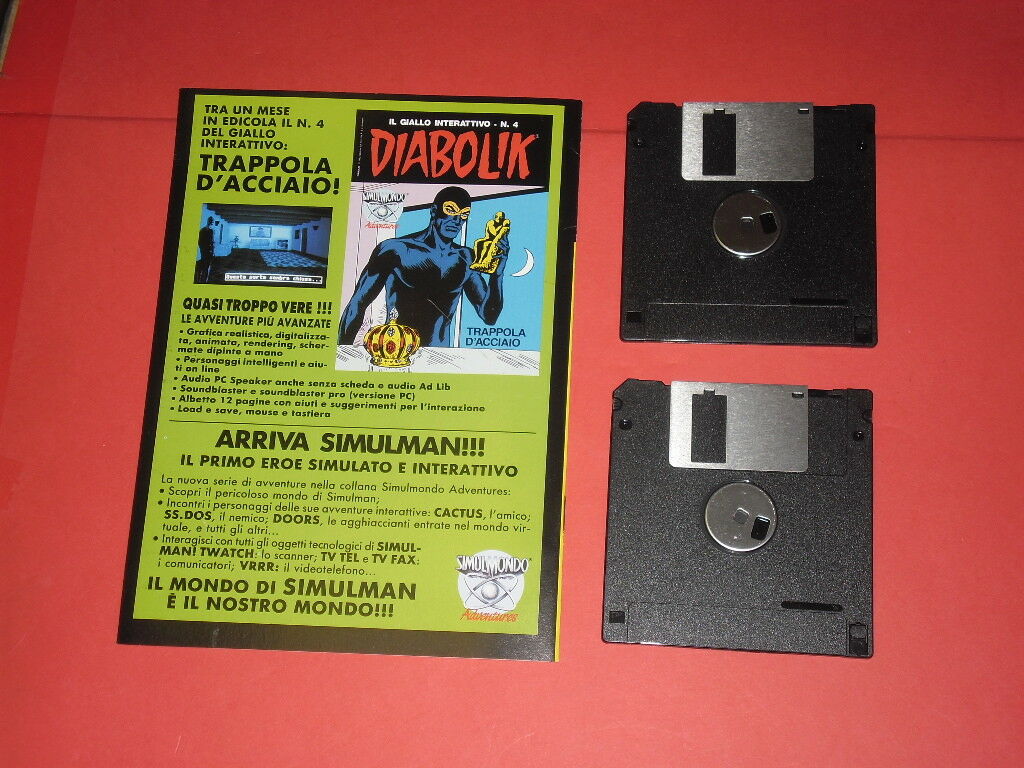 TRA UN MESE
IN EDICOLA IL N. 4
DEL GIALLO
INTERATTIVO:
TRAPPOLA
D'ACCIAIO!
IL GIALLO INTERATTIVO - N. 4
DIABOLIK
SIMULMONDO
Adventures
TRAPPOLA
D'ACCIAIO
Questa porta sembra chiusa...
QUASI TROPPO VERE !!!
LE AVVENTURE PIÙ AVANZATE
• Grafica realistica, digitalizza-
ta, animata, rendering, scher-
mate dipinte a mano
• Personaggi intelligenti e aiu-
ti on line
• Audio PC Speaker anche senza scheda e audio Ad Lib
• Soundblaster e soundblaster pro (versione PC)
• Albetto 12 pagine con aiuti e suggerimenti per l'interazione
• Load e save, mouse e tastiera
ARRIVA SIMULMAN!!!
IL PRIMO EROE SIMULATO E INTERATTIVO
La nuova serie di avventure nella collana Simulmondo Adventures:
• Scopri il pericoloso mondo di Simulman;
• Incontri i personaggi delle sue avventure interattive: CACTUS, l'amico;
SS.DOS, il nemico; DOORS, le agghiaccianti entrate nel mondo vir-
tuale, e tutti gli altri...
• Interagisci con tutti gli oggetti tecnologici di SIMUL-
MAN! TWATCH: lo scanner; TV TEL e TV FAX:
i comunicatori; VRRR: il videotelefono...
IL MONDO DI SIMULMAN
È IL NOSTRO MONDO!!!
SIMULMONDO
Adventures